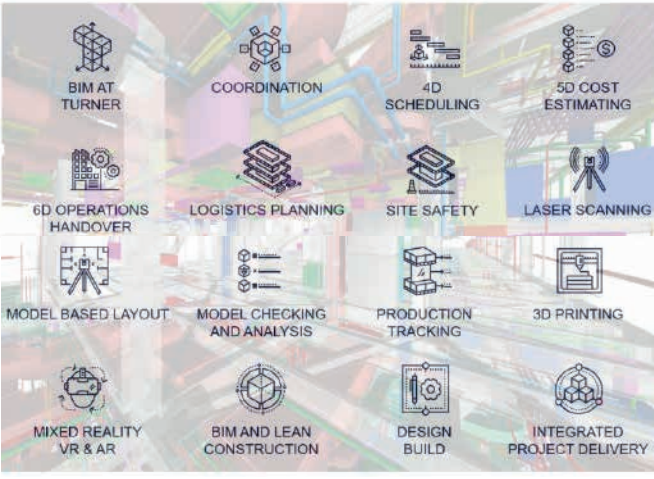 BIM AT
TURNER
COORDINATION
4D
SCHEDULING
5D COST
ESTIMATING
6D OPERATIONS
HANDOVER
LOGISTICS PLANNING
SITE SAFETY
LASER SCANNING
MODEL BASED LAYOUT
MODEL CHECKING
AND ANALYSIS
PRODUCTION
TRACKING
3D PRINTING
MIXED REALITY
VR & AR
BIM AND LEAN
CONSTRUCTION
DESIGN
BUILD
INTEGRATED
PROJECT DELIVERY